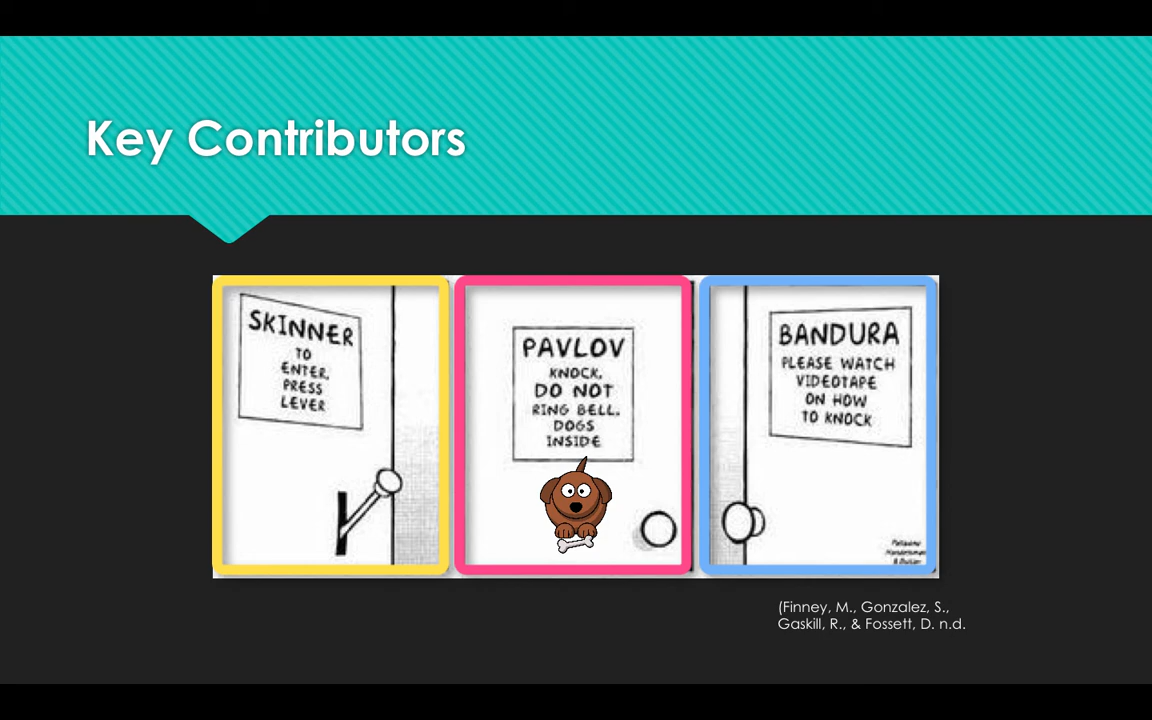 Key Contributors
SKINNER
TO
ENTER,
PRESS
LEVER
PAVLOV
KNOCK,
DO NOT
RING BELL.
DOGS
INSIDE
BANDURA
PLEASE WATCH
VIDEOTAPE
ON HOW
TO KNOCK
(Finney, M., Gonzalez, S.,
Gaskill, R., & Fossett, D. n.d.